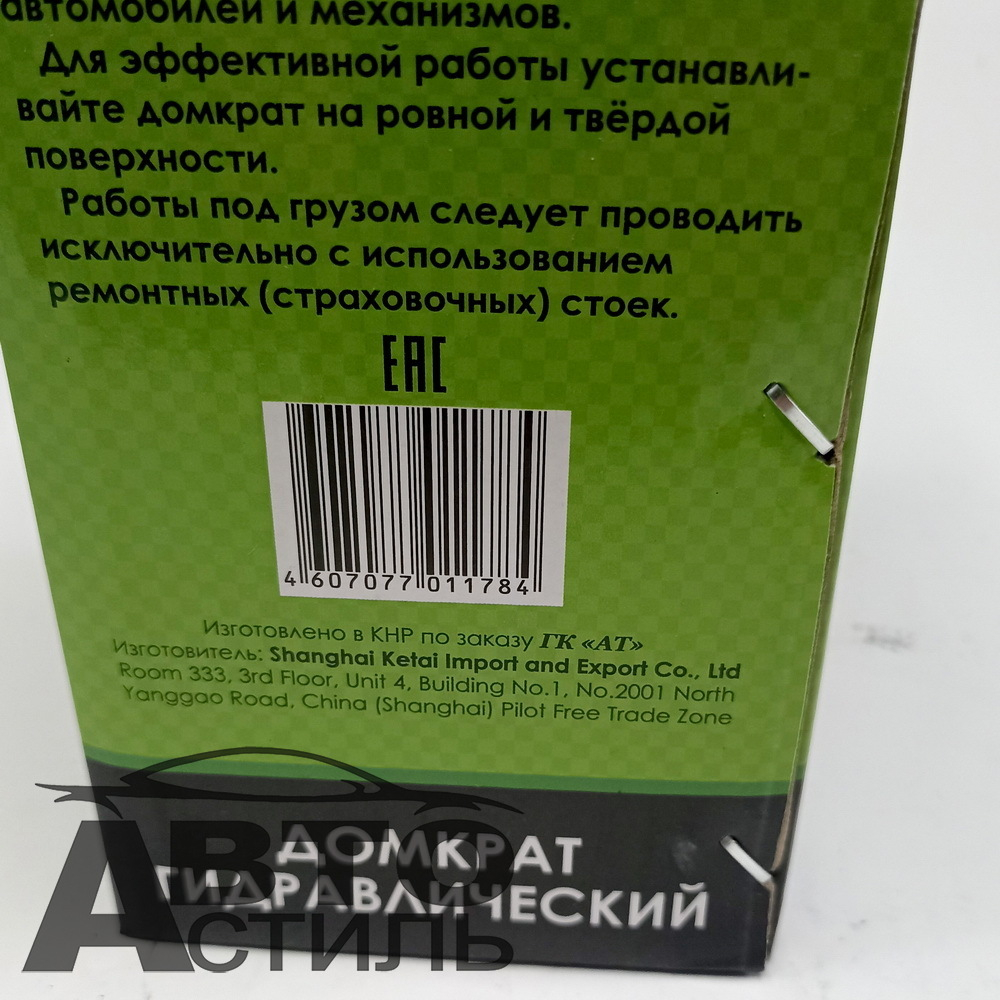 автомобилей и механизмов.
Для эффективной работы устанавли-
вайте домкрат на ровной и твёрдой
поверхности.
Работы под грузом следует проводить
исключительно с использованием
ремонтных (страховочных) стоек.
EAC
4 607077 011784
Изготовлено в КНР по заказу ГК «АТ»
Изготовитель: Shanghai Ketai Import and Export Co., Ltd
Room 333, 3rd Floor, Unit 4, Building No.1, No.2001 North
Yanggao Road, China (Shanghai) Pilot Free Trade Zone
ДОМКРАТ
ГИДРАВЛИЧЕСКИЙ
АВТО
СТИЛЬ